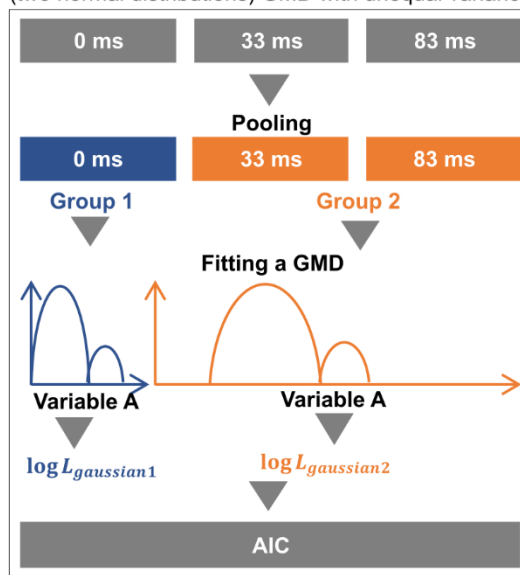 0 ms 33 ms 83 ms
Pooling
0 ms 33 ms 83 ms
Group 1 Group 2
Fitting a GMD
Variable A Variable A
log L_gaussian1 log L_gaussian2
AIC